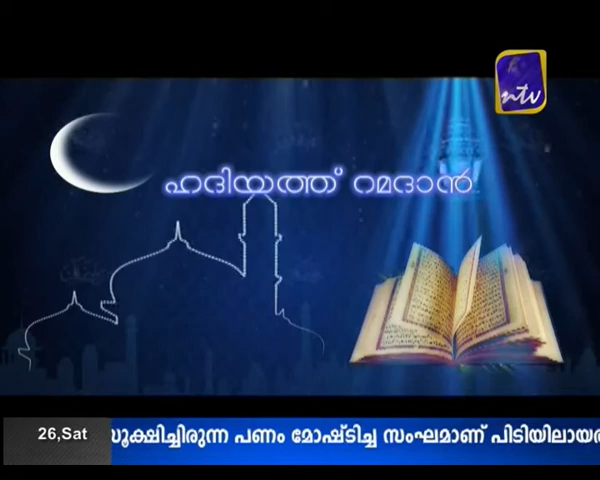 ntv
ഹദിയത്ത് റമദാൻ
26,Sat
സൂക്ഷിച്ചിരുന്ന പണം മോഷ്ടിച്ച സംഘമാണ് പിടിയിലായത